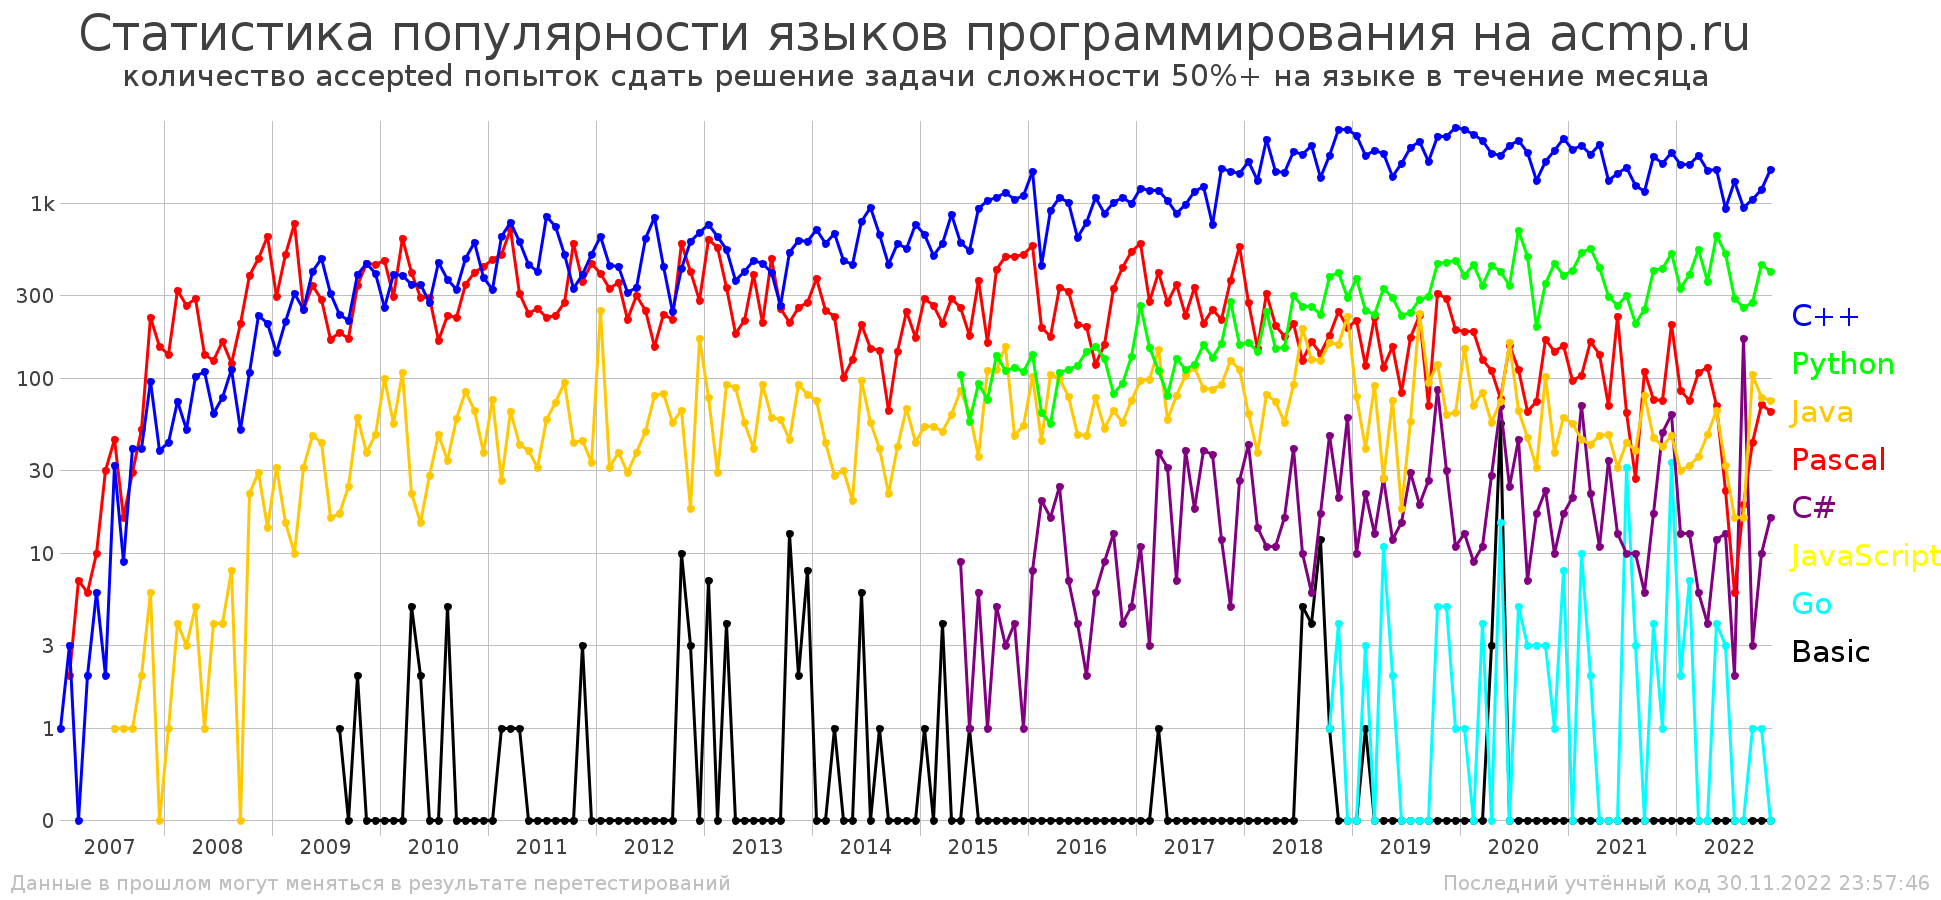 Статистика популярности языков программирования на acmp.ru
количество accepted попыток сдать решение задачи сложности 50%+ на языке в течение месяца
1k
300
100
30
10
3
1
0
C++
Python
Java
Pascal
C#
JavaScript
Go
Basic
2007 2008 2009 2010 2011 2012 2013 2014 2015 2016 2017 2018 2019 2020 2021 2022
Данные в прошлом могут меняться в результате перетестирований
Последний учтённый код 30.11.2022 23:57:46